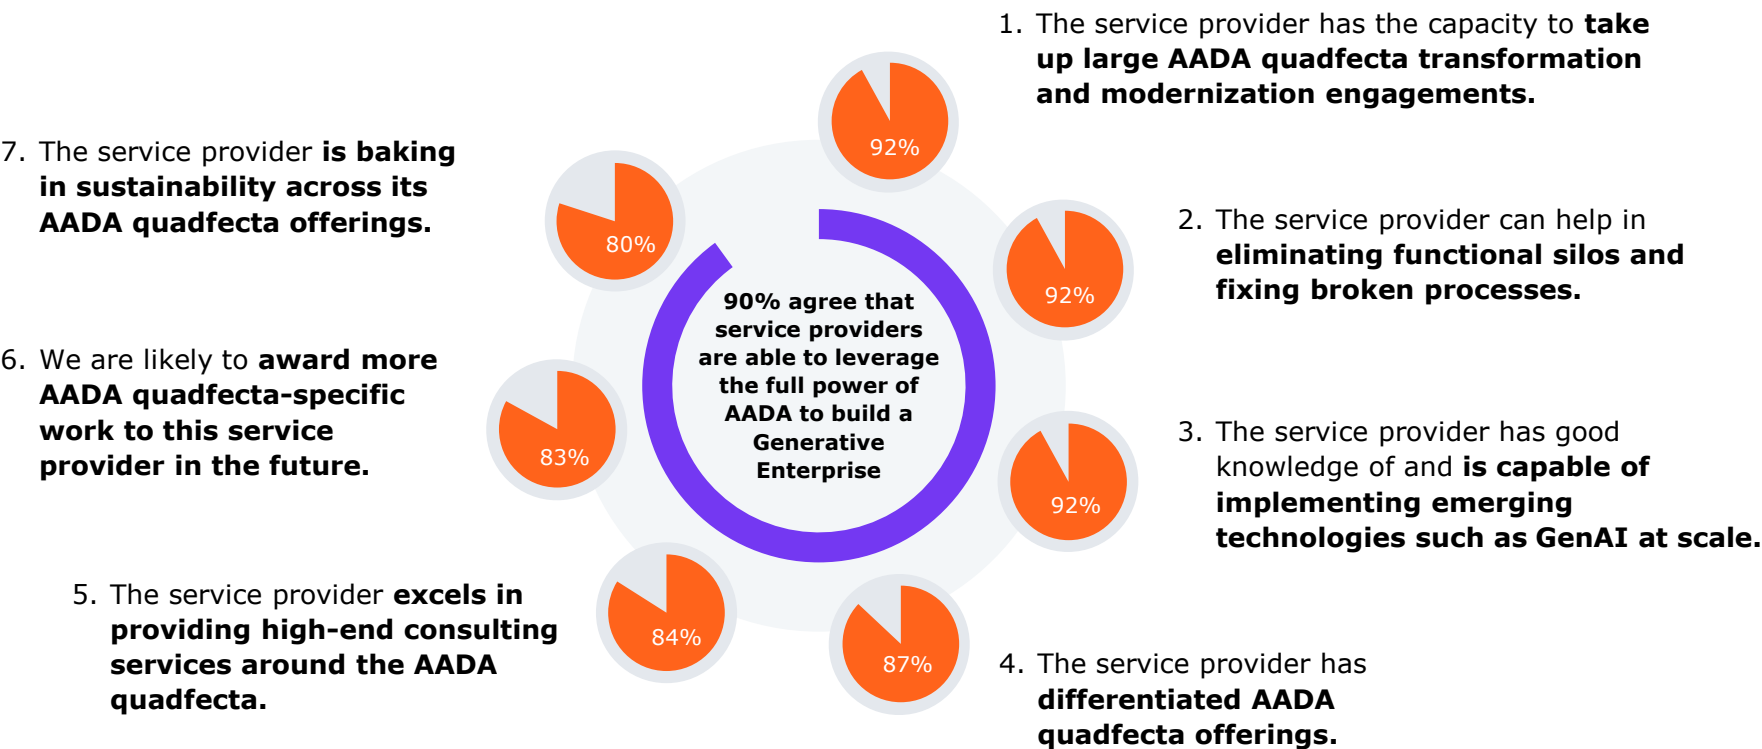 1. The service provider has the capacity to take
up large AADA quadfecta transformation
and modernization engagements.
92%
2. The service provider can help in
eliminating functional silos and
fixing broken processes.
92%
3. The service provider has good
knowledge of and is capable of
implementing emerging
technologies such as GenAI at scale.
92%
4. The service provider has
differentiated AADA
quadfecta offerings.
87%
5. The service provider excels in
providing high-end consulting
services around the AADA
quadfecta.
84%
6. We are likely to award more
AADA quadfecta-specific
work to this service
provider in the future.
83%
7. The service provider is baking
in sustainability across its
AADA quadfecta offerings.
80%
90% agree that
service providers
are able to leverage
the full power of
AADA to build a
Generative
Enterprise